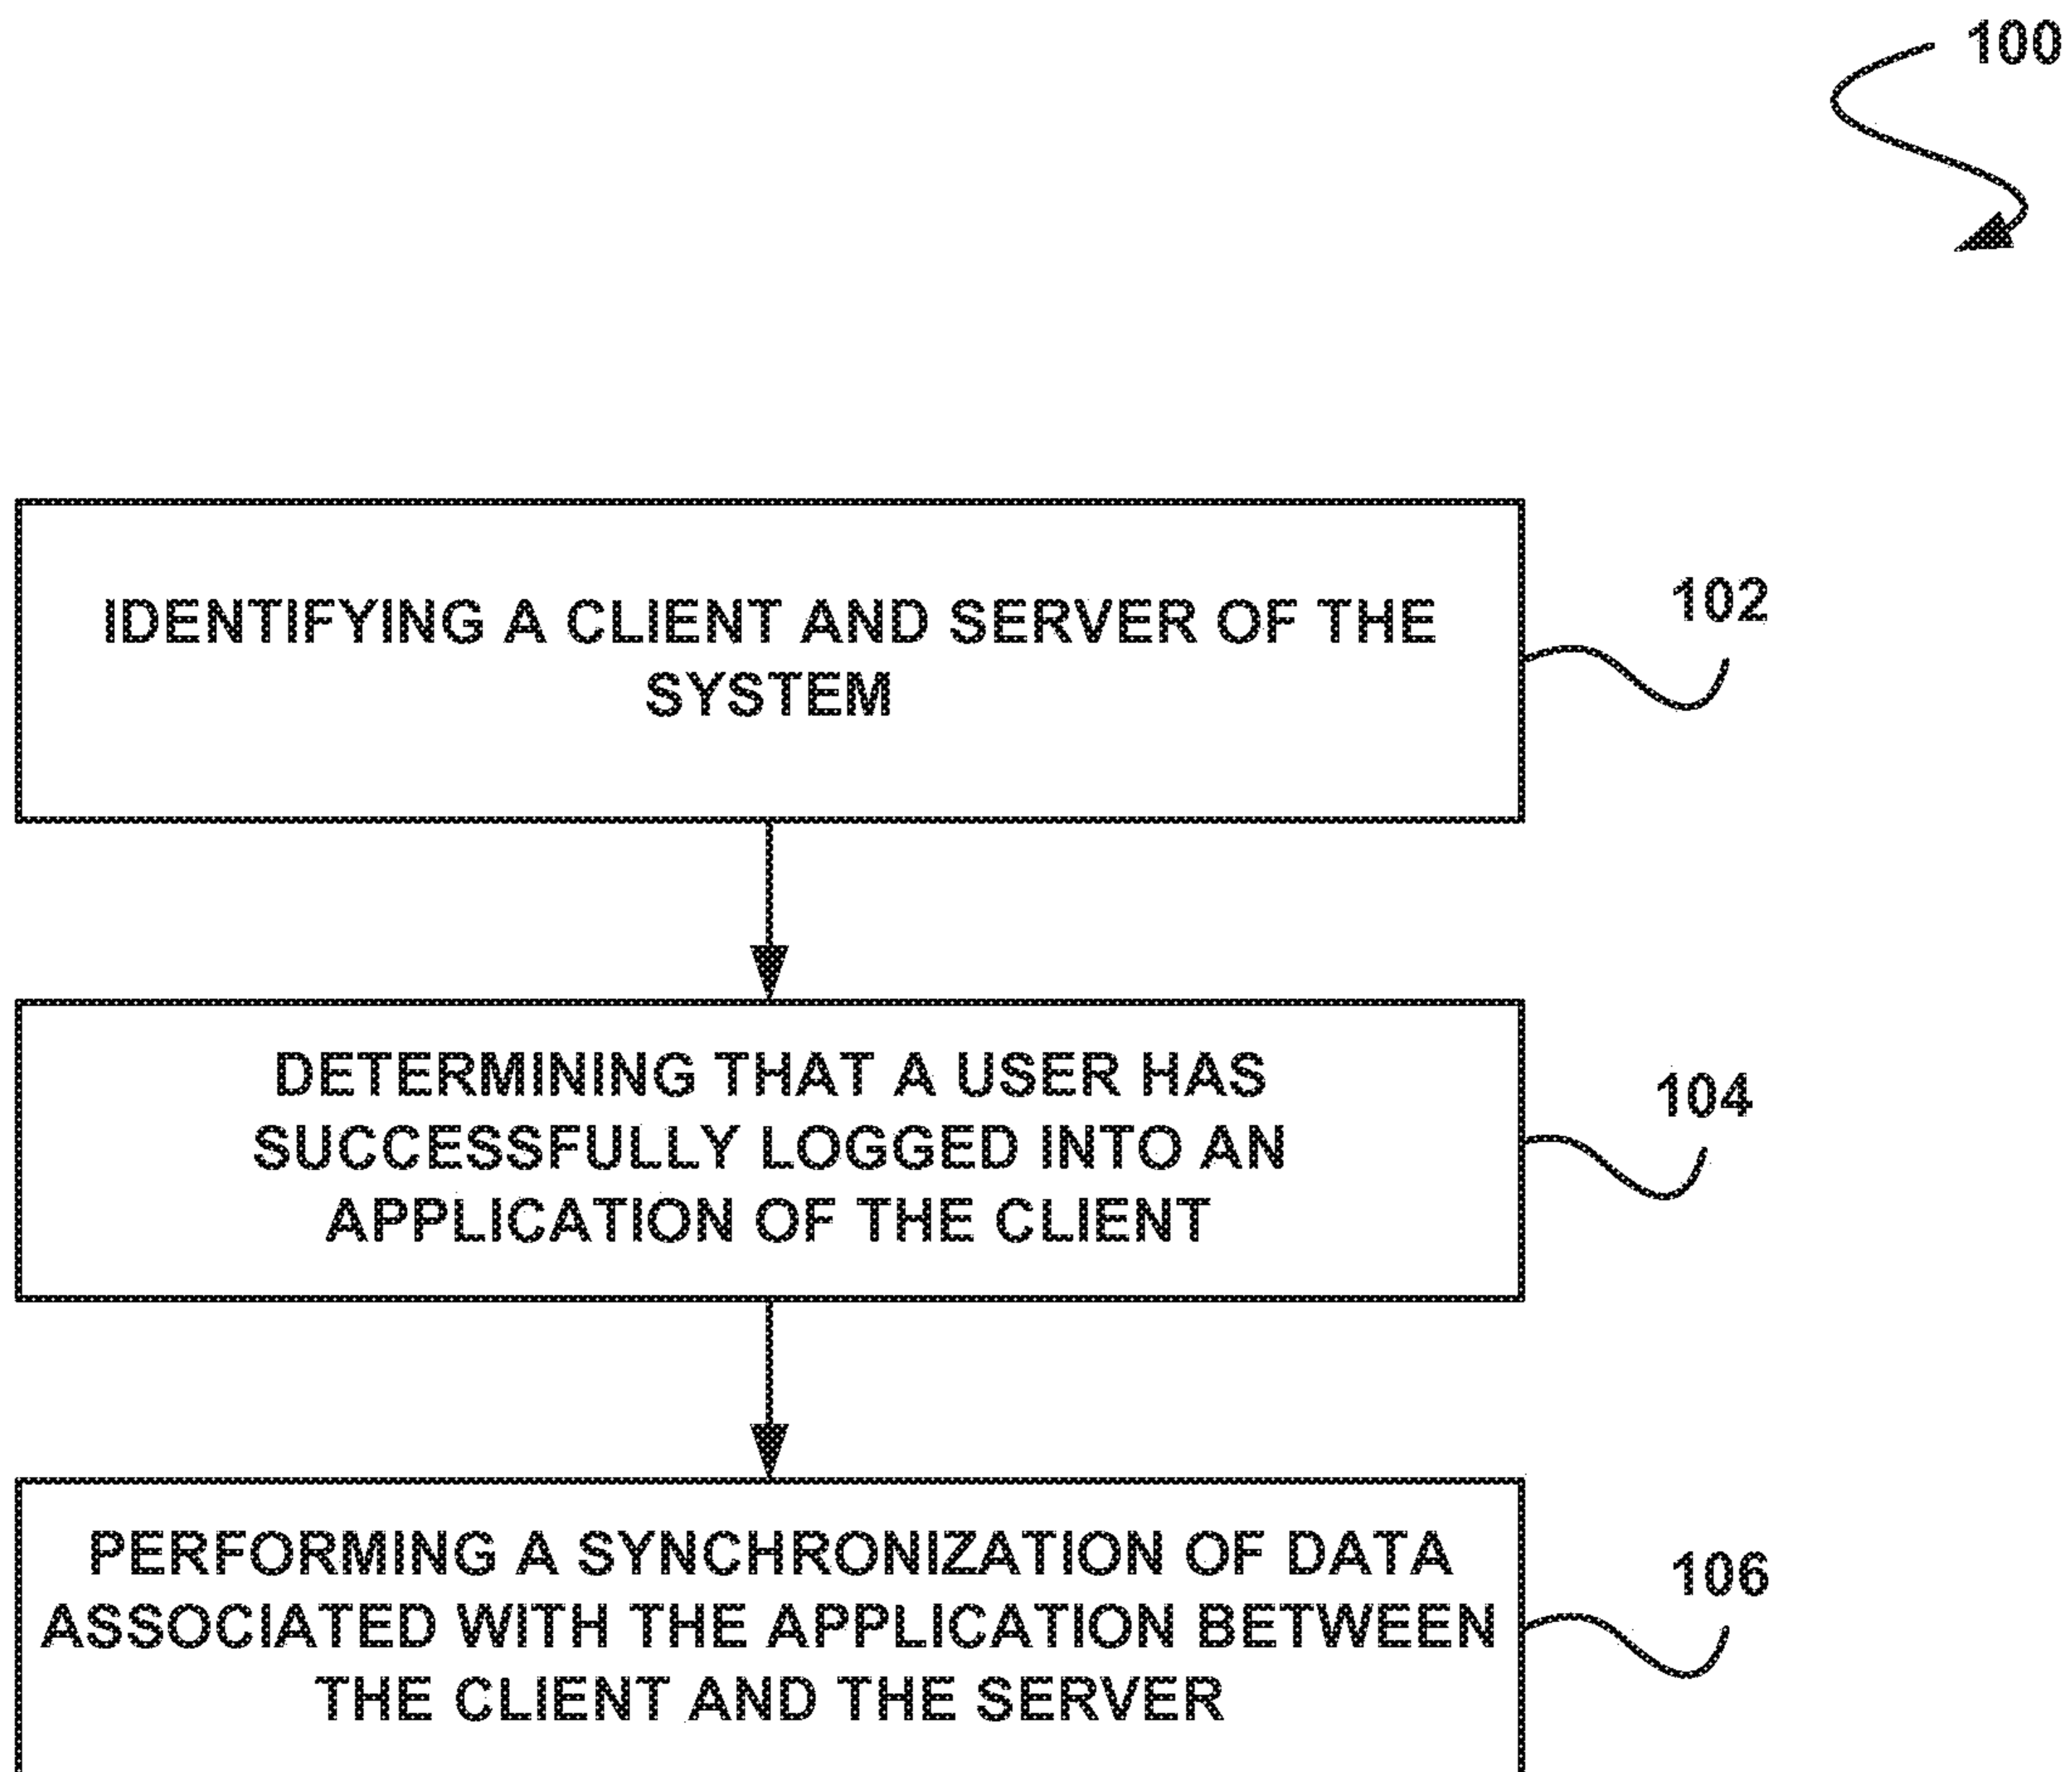 100
IDENTIFYING A CLIENT AND SERVER OF THE
SYSTEM
102
DETERMINING THAT A USER HAS
SUCCESSFULLY LOGGED INTO AN
APPLICATION OF THE CLIENT
104
PERFORMING A SYNCHRONIZATION OF DATA
ASSOCIATED WITH THE APPLICATION BETWEEN
THE CLIENT AND THE SERVER
106